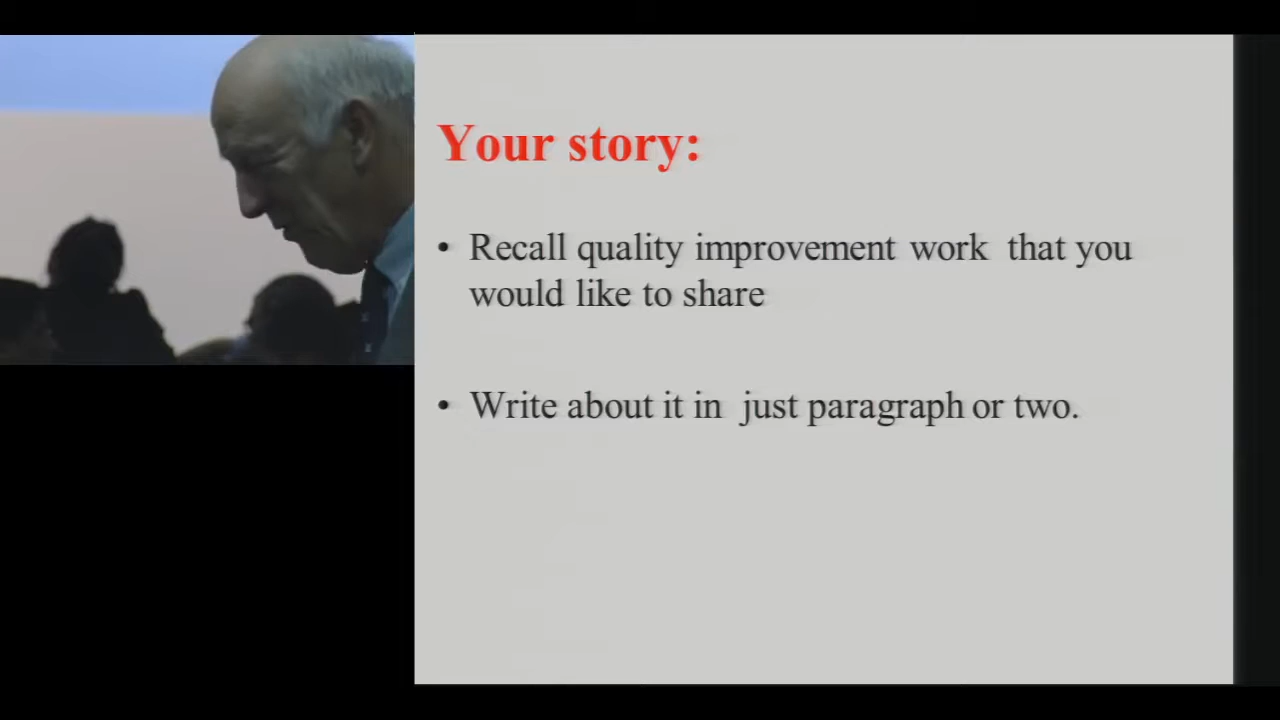 Your story:
• Recall quality improvement work that you
would like to share
• Write about it in just paragraph or two.